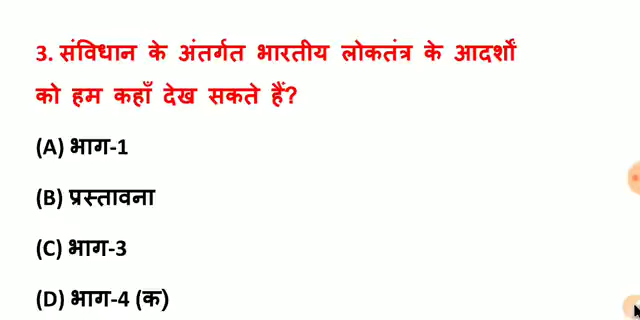 3. संविधान के अंतर्गत भारतीय लोकतंत्र के आदर्शों
को हम कहाँ देख सकते हैं?
(A) भाग-1
(B) प्रस्तावना
(C) भाग-3
(D) भाग-4 (क)